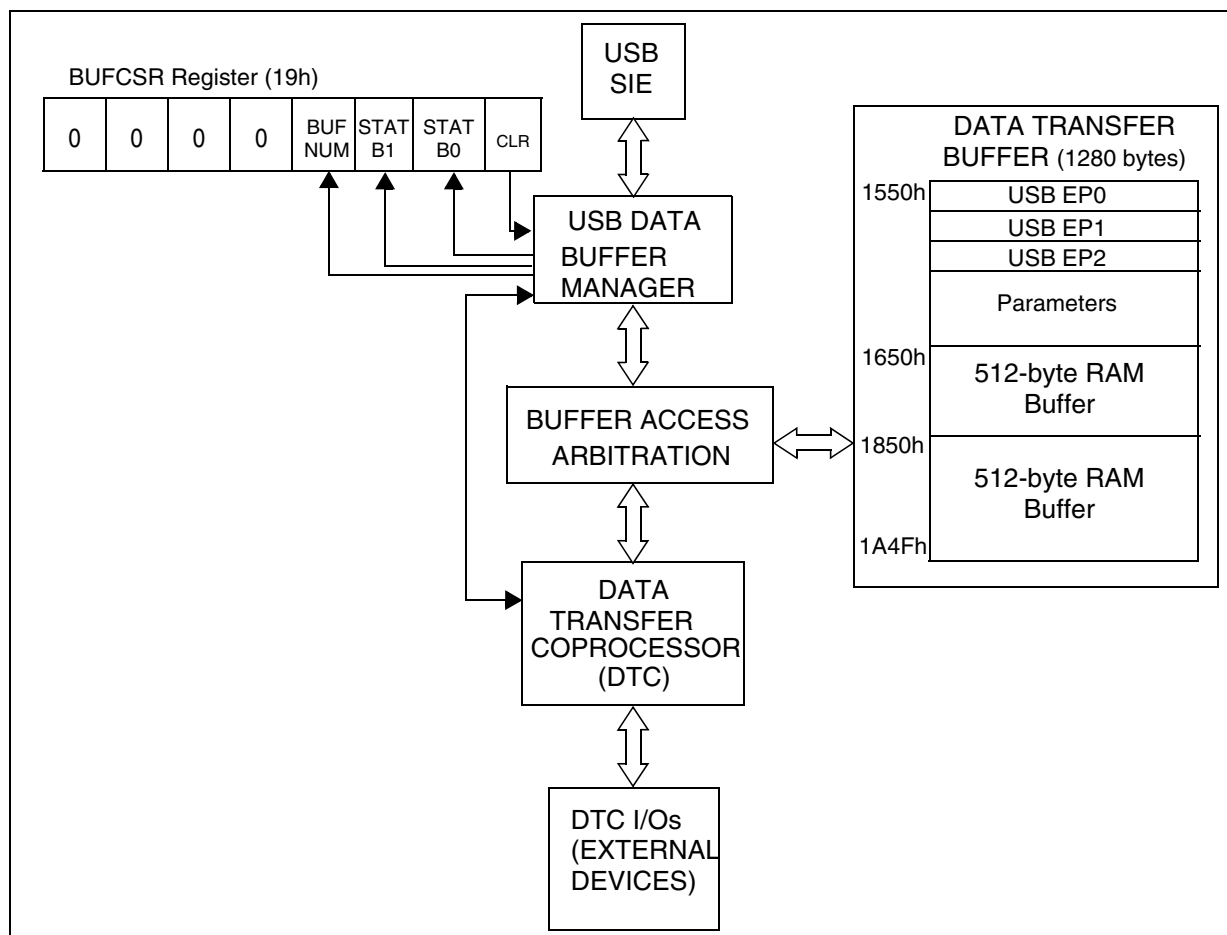 BUFCSR Register (19h)
0 0 0 0 BUF NUM STAT B1 STAT B0 CLR
USB
SIE
USB DATA
BUFFER
MANAGER
BUFFER ACCESS
ARBITRATION
DATA
TRANSFER
COPROCESSOR
(DTC)
DTC I/Os
(EXTERNAL
DEVICES)
DATA TRANSFER
BUFFER (1280 bytes)
1550h USB EP0
USB EP1
USB EP2
Parameters
1650h
512-byte RAM
Buffer
1850h
512-byte RAM
Buffer
1A4Fh